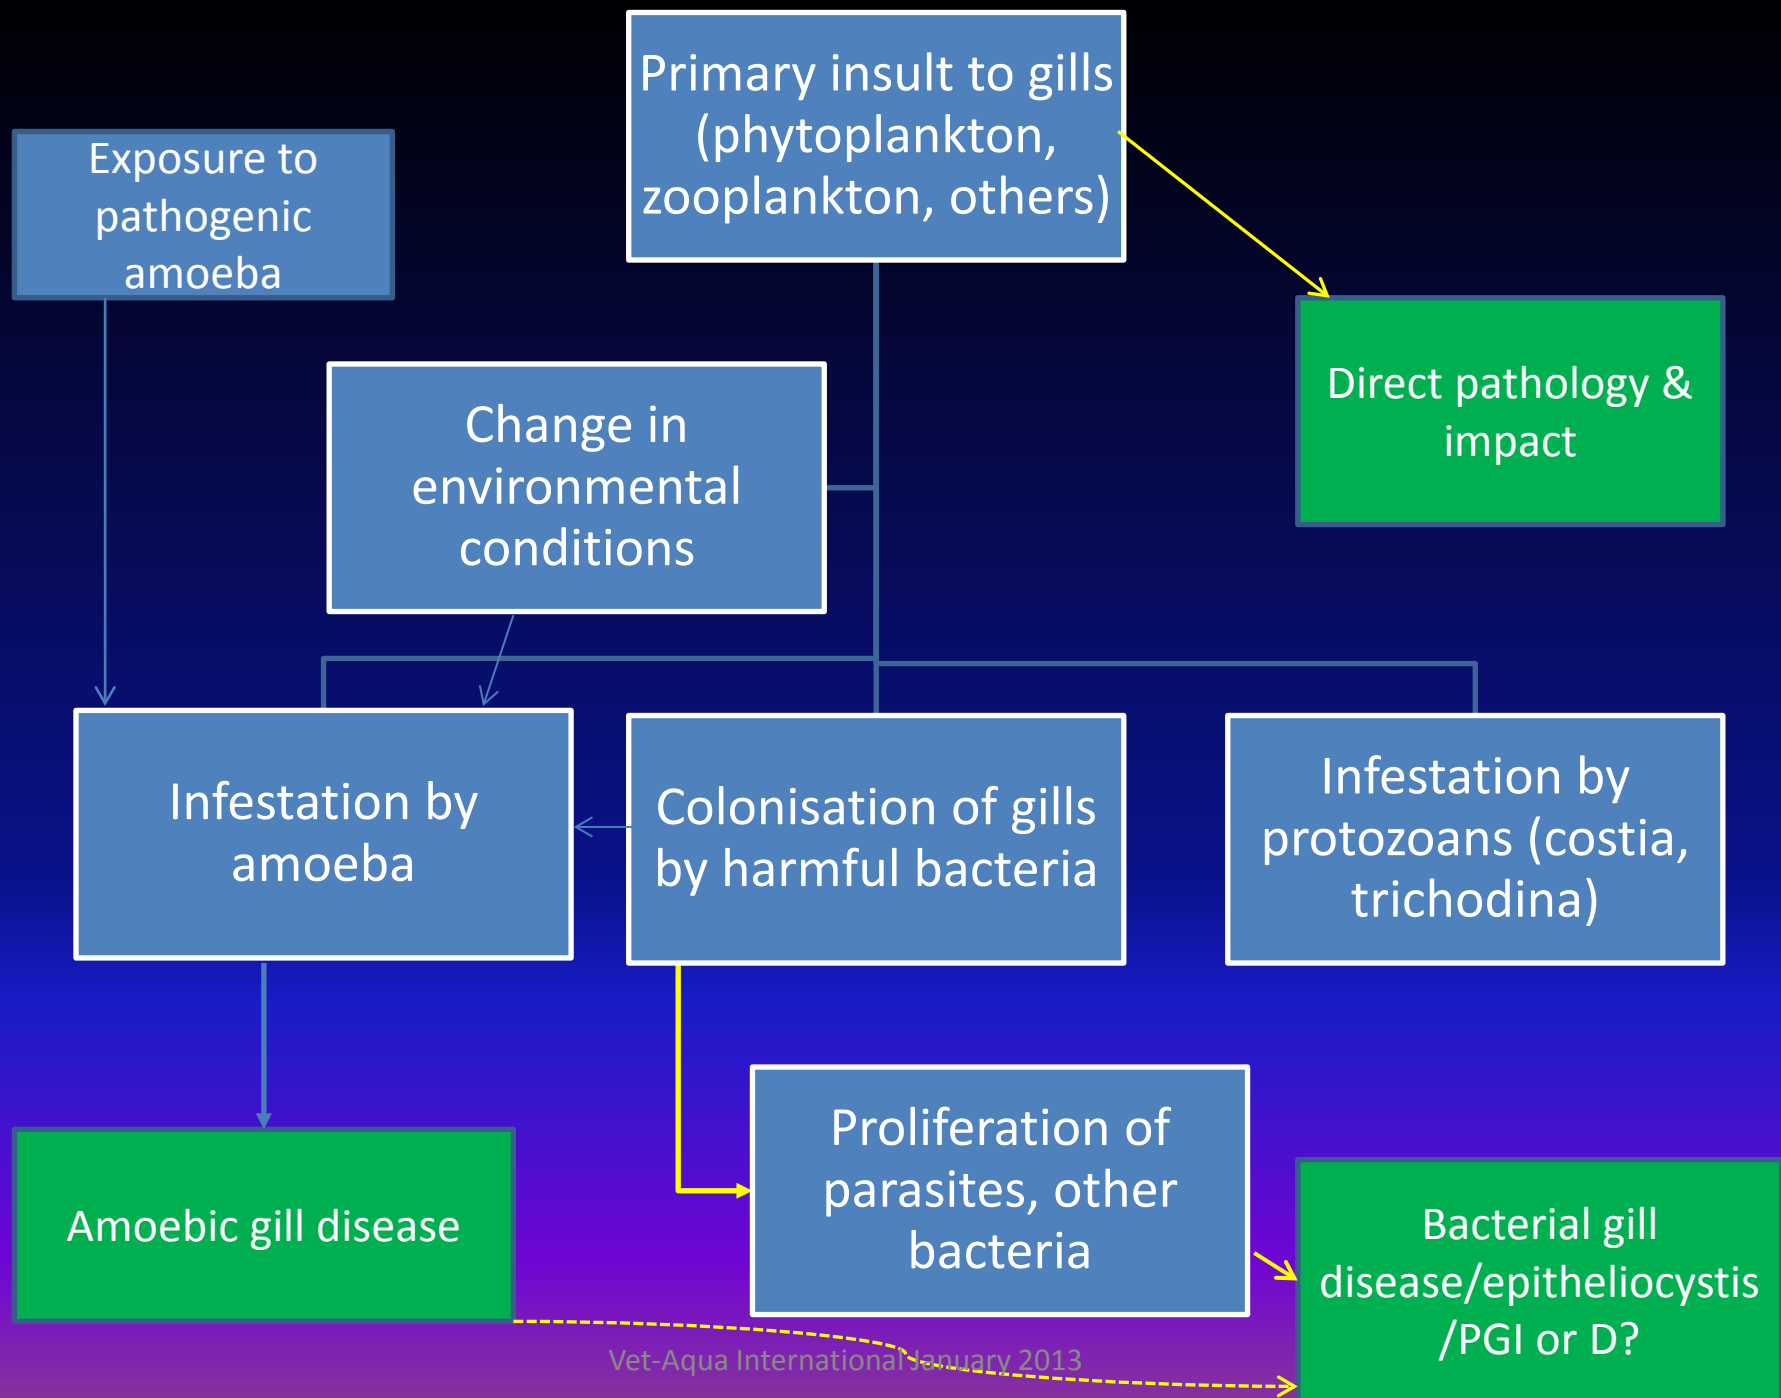 Primary insult to gills
(phytoplankton,
zooplankton, others)
Exposure to
pathogenic
amoeba
Direct pathology &
impact
Change in
environmental
conditions
Infestation by
amoeba
Colonisation of gills
by harmful bacteria
Infestation by
protozoans (costia,
trichodina)
Proliferation of
parasites, other
bacteria
Amoebic gill disease
Bacterial gill
disease/epitheliocystis
/PGI or D?
Vet-Aqua International January 2013